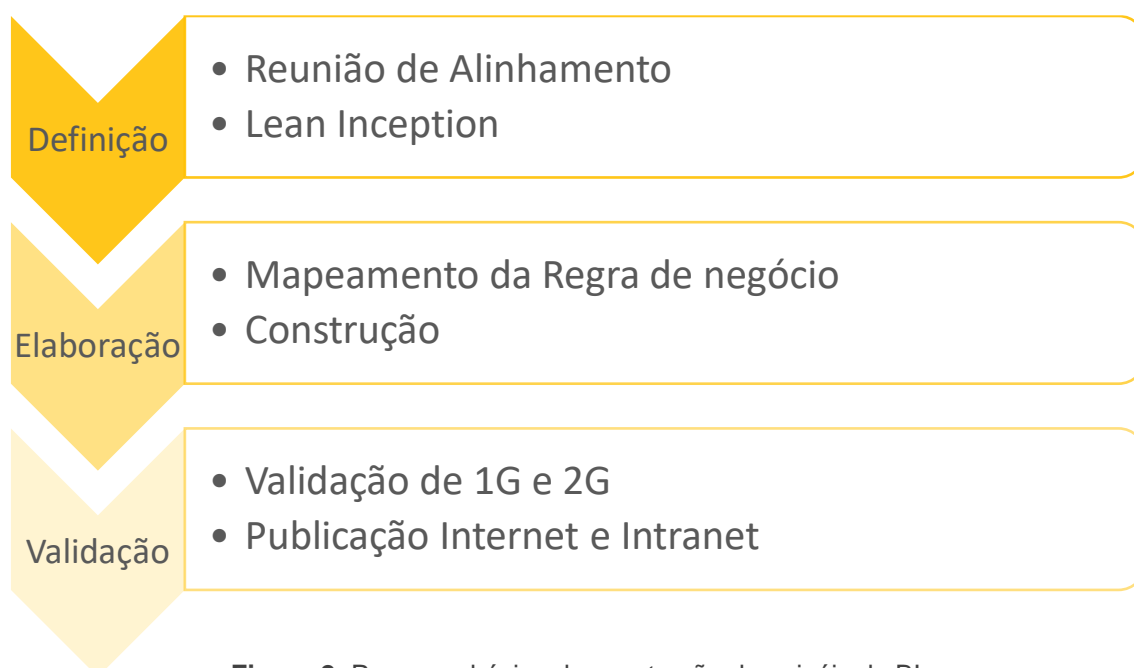 Definição
• Reunião de Alinhamento
• Lean Inception
Elaboração
• Mapeamento da Regra de negócio
• Construção
Validação
• Validação de 1G e 2G
• Publicação Internet e Intranet